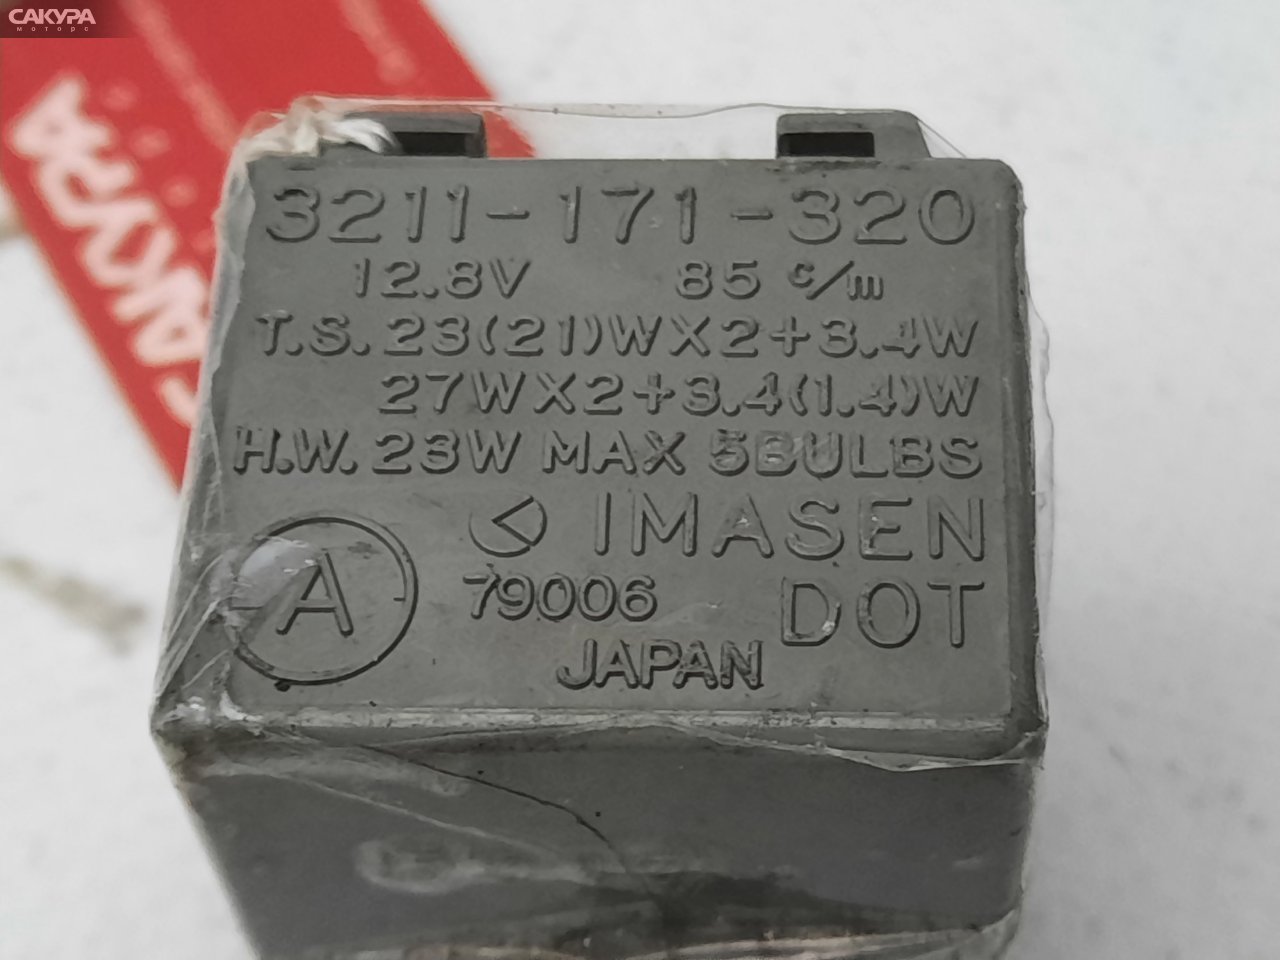 САКУРА
моторс
САКУРА
3211-171-320
12.8V 85 c/m
T.S. 23(21)WX2+3.4W
27WX2+3.4(1.4)W
H.W. 23W MAX 5BULBS
IMASEN
A
79006
DOT
JAPAN